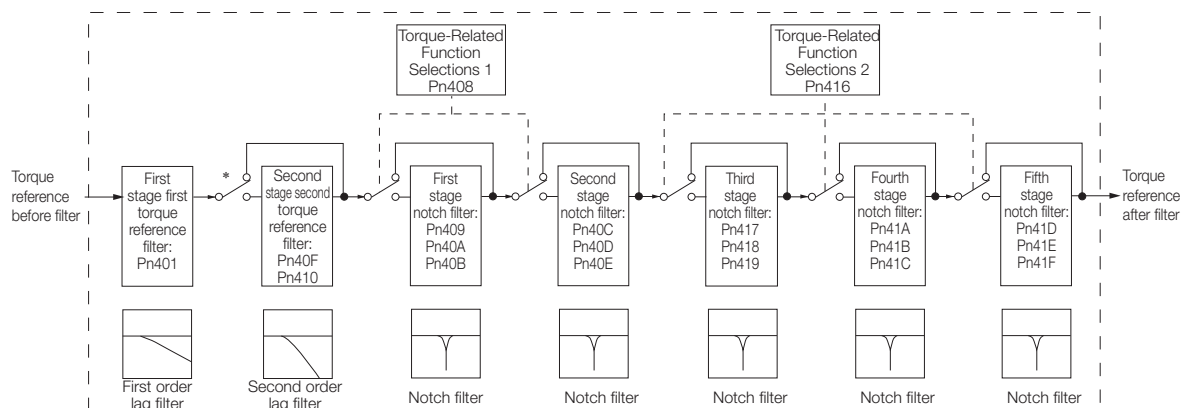 Torque-Related
Function
Selections 1
Pn408
Torque-Related
Function
Selections 2
Pn416
Torque
reference
before filter
First
stage first
torque
reference
filter:
Pn401
*
Second
stage second
torque
reference
filter:
Pn40F
Pn410
First
stage
notch filter:
Pn409
Pn40A
Pn40B
Second
stage
notch filter:
Pn40C
Pn40D
Pn40E
Third
stage
notch filter:
Pn417
Pn418
Pn419
Fourth
stage
notch filter:
Pn41A
Pn41B
Pn41C
Fifth
stage
notch filter:
Pn41D
Pn41E
Pn41F
Torque
reference
after filter
First order
lag filter
Second order
lag filter
Notch filter
Notch filter
Notch filter
Notch filter
Notch filter